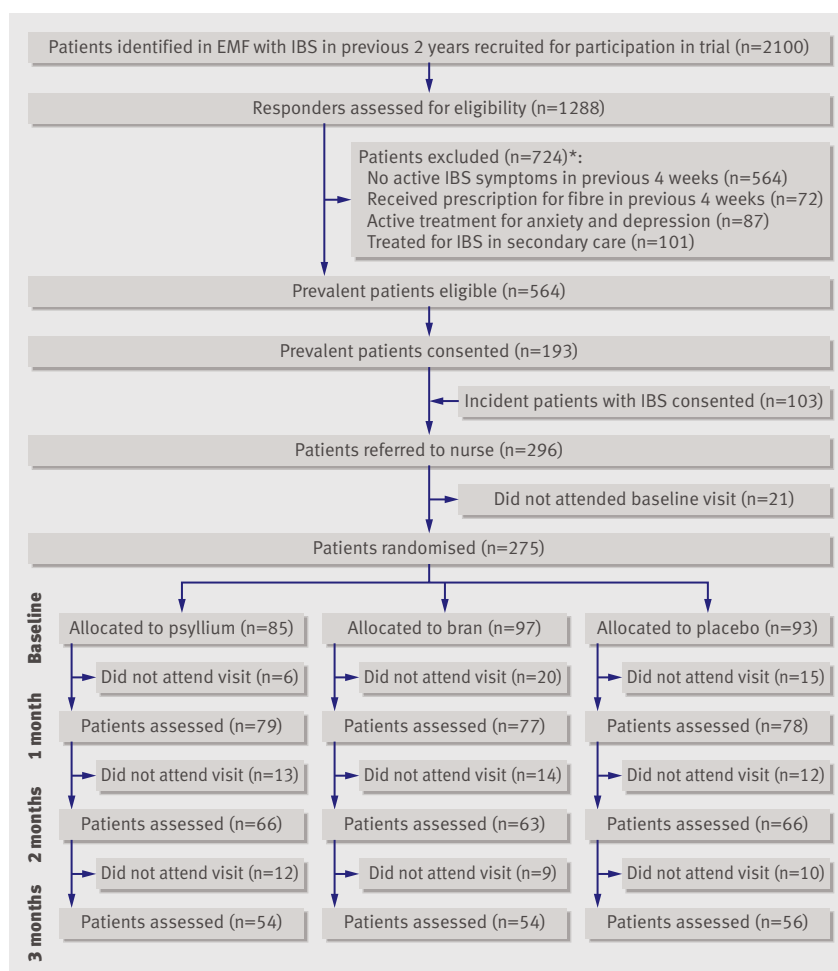 Patients identified in EMF with IBS in previous 2 years recruited for participation in trial (n=2100)
Responders assessed for eligibility (n=1288)
Patients excluded (n=724)*:
No active IBS symptoms in previous 4 weeks (n=564)
Received prescription for fibre in previous 4 weeks (n=72)
Active treatment for anxiety and depression (n=87)
Treated for IBS in secondary care (n=101)
Prevalent patients eligible (n=564)
Prevalent patients consented (n=193)
Incident patients with IBS consented (n=103)
Patients referred to nurse (n=296)
Did not attended baseline visit (n=21)
Patients randomised (n=275)
Baseline
Allocated to psyllium (n=85)
Allocated to bran (n=97)
Allocated to placebo (n=93)
Did not attend visit (n=6)
Did not attend visit (n=20)
Did not attend visit (n=15)
1 month
Patients assessed (n=79)
Patients assessed (n=77)
Patients assessed (n=78)
Did not attend visit (n=13)
Did not attend visit (n=14)
Did not attend visit (n=12)
2 months
Patients assessed (n=66)
Patients assessed (n=63)
Patients assessed (n=66)
Did not attend visit (n=12)
Did not attend visit (n=9)
Did not attend visit (n=10)
3 months
Patients assessed (n=54)
Patients assessed (n=54)
Patients assessed (n=56)